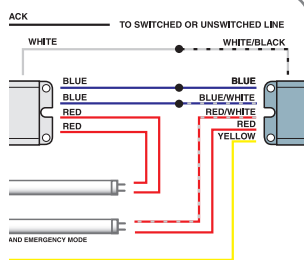 ACK
TO SWITCHED OR UNSWITCHED LINE
WHITE WHITE/BLACK
BLUE BLUE
BLUE BLUE/WHITE
RED RED/WHITE
RED RED
YELLOW
AND EMERGENCY MODE